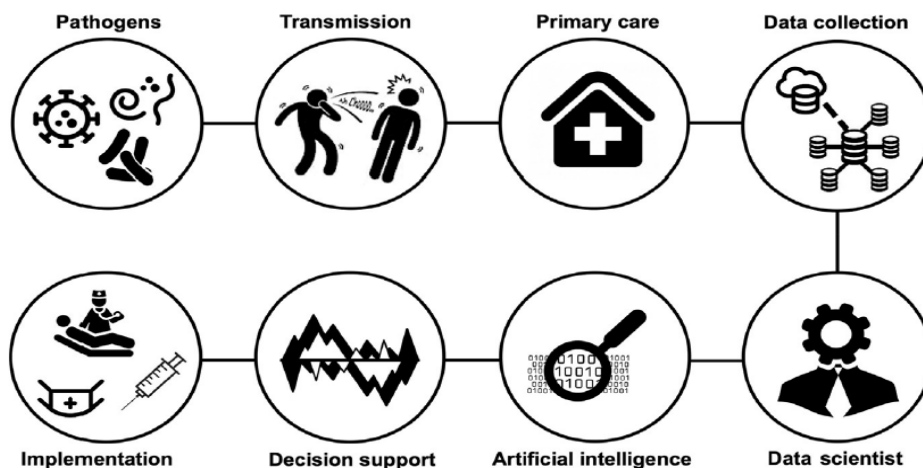 Pathogens
Transmission
Primary care
Data collection
Implementation
Decision support
Artificial intelligence
Data scientist